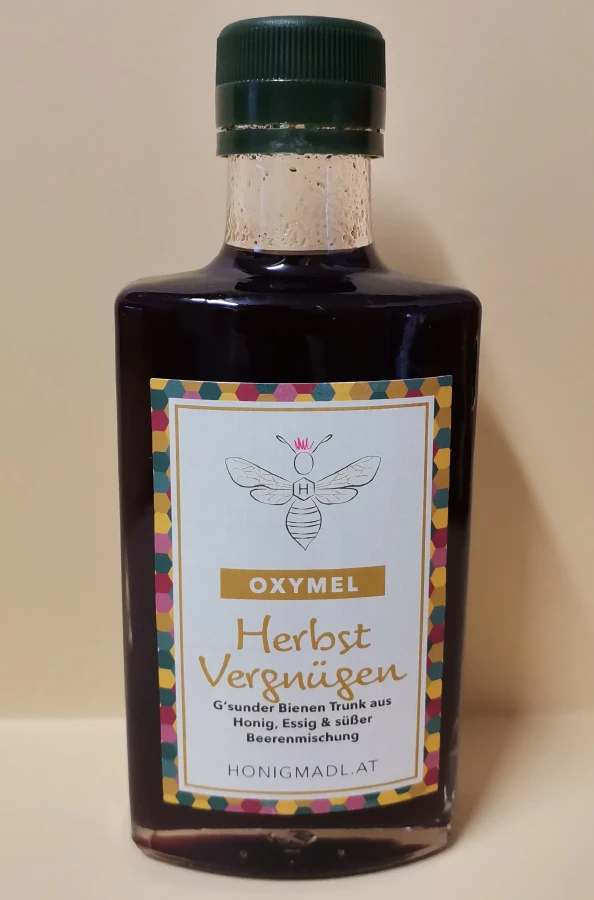 H
OXYMEL
Herbst
Vergnügen
G'sunder Bienen Trunk aus
Honig, Essig & süßer
Beerenmischung
HONIGMADL.AT